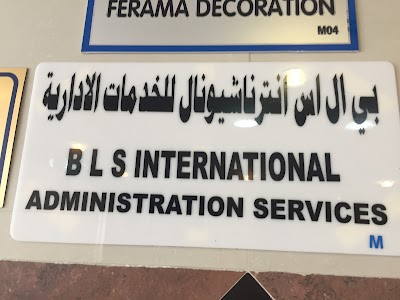 FERAMA DECORATION
M04
بي ال اس انترناشيونال للخدمات الادارية
B L S INTERNATIONAL
ADMINISTRATION SERVICES
M